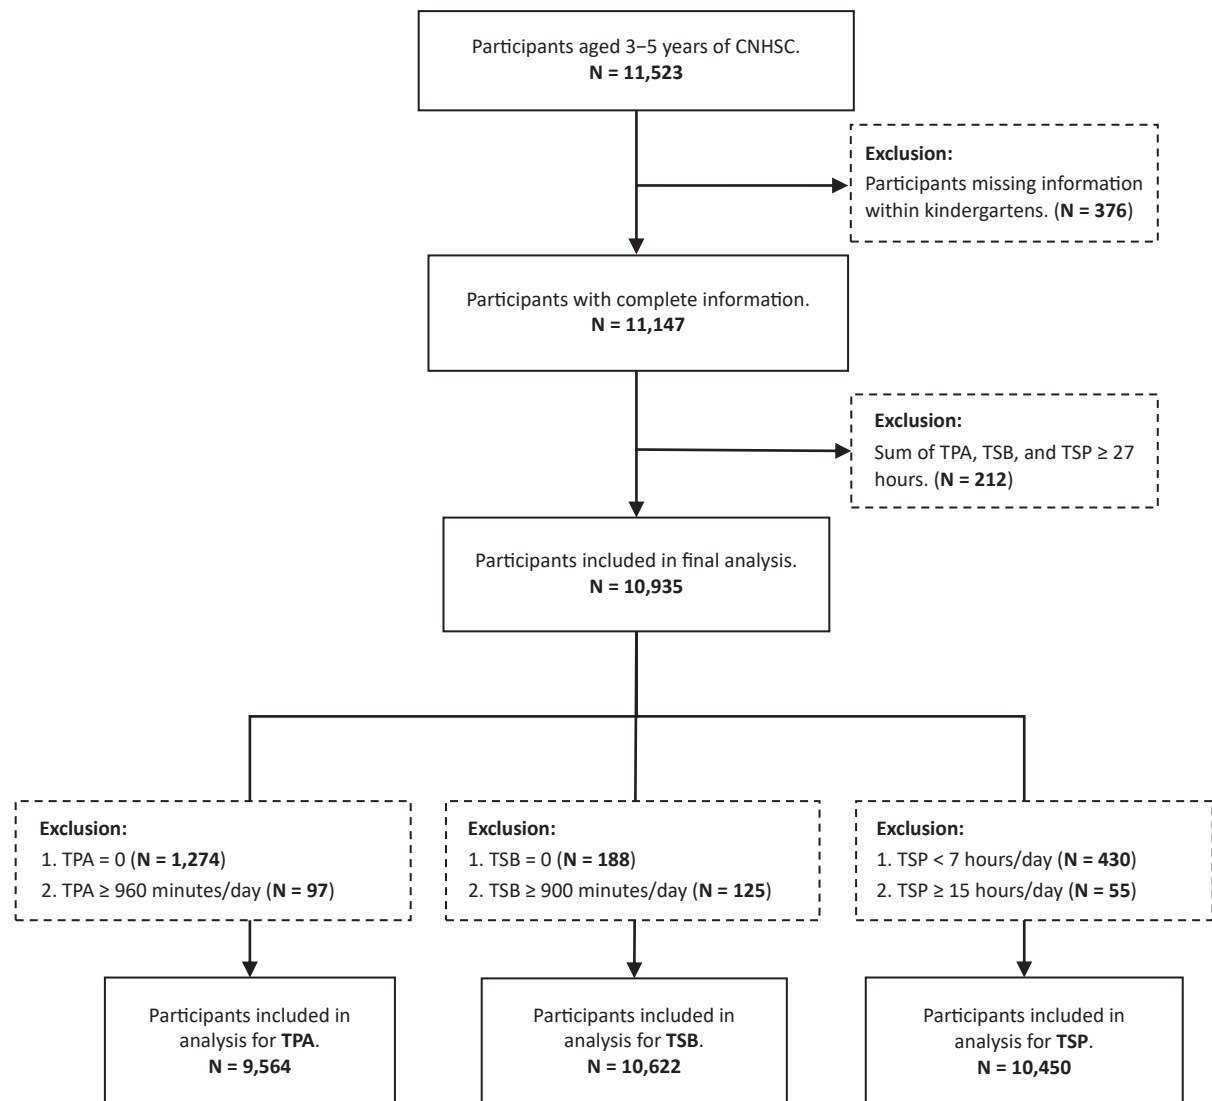 Participants aged 3–5 years of CNHSC.
N = 11,523
Exclusion:
Participants missing information
within kindergartens. (N = 376)
Participants with complete information.
N = 11,147
Exclusion:
Sum of TPA, TSB, and TSP ≥ 27
hours. (N = 212)
Participants included in final analysis.
N = 10,935
Exclusion:
1. TPA = 0 (N = 1,274)
2. TPA ≥ 960 minutes/day (N = 97)
Exclusion:
1. TSB = 0 (N = 188)
2. TSB ≥ 900 minutes/day (N = 125)
Exclusion:
1. TSP < 7 hours/day (N = 430)
2. TSP ≥ 15 hours/day (N = 55)
Participants included in
analysis for TPA.
N = 9,564
Participants included in
analysis for TSB.
N = 10,622
Participants included in
analysis for TSP.
N = 10,450